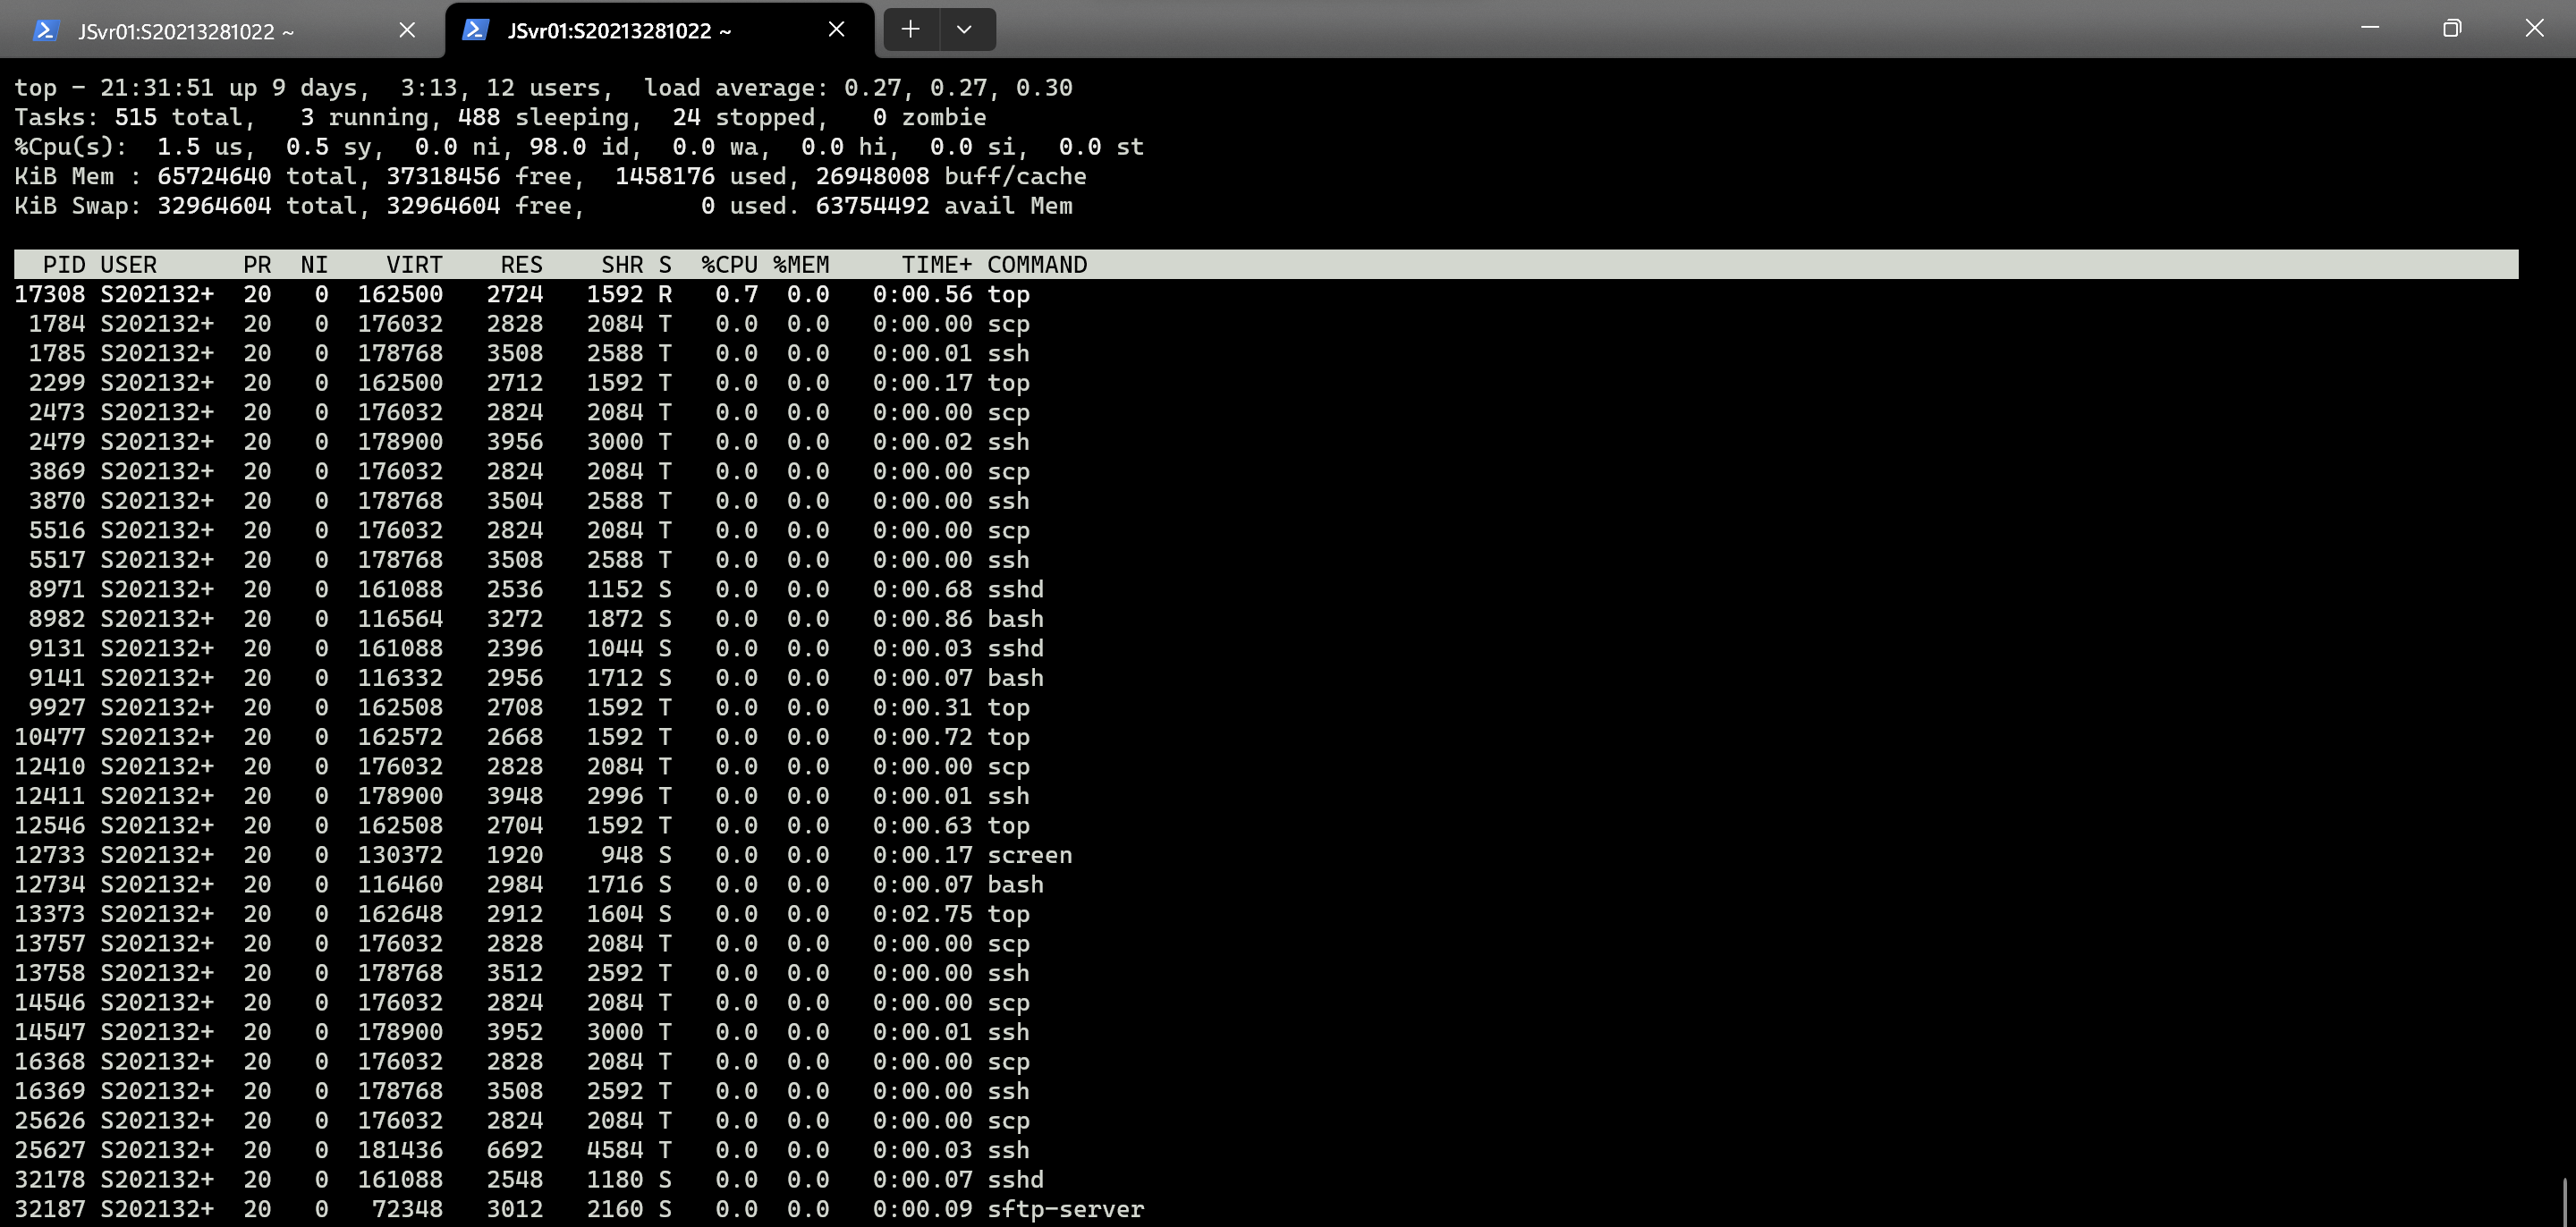 JSvr01:S20213281022 ~ JSvr01:S20213281022 ~
top - 21:31:51 up 9 days,  3:13, 12 users,  load average: 0.27, 0.27, 0.30
Tasks: 515 total,   3 running, 488 sleeping,  24 stopped,   0 zombie
%Cpu(s):  1.5 us,  0.5 sy,  0.0 ni, 98.0 id,  0.0 wa,  0.0 hi,  0.0 si,  0.0 st
KiB Mem : 65724640 total, 37318456 free,  1458176 used, 26948008 buff/cache
KiB Swap: 32964604 total, 32964604 free,        0 used. 63754492 avail Mem
PID USER      PR  NI    VIRT    RES    SHR S  %CPU %MEM     TIME+ COMMAND
17308 S202132+  20   0  162500   2724   1592 R   0.7  0.0   0:00.56 top
1784 S202132+  20   0  176032   2828   2084 T   0.0  0.0   0:00.00 scp
1785 S202132+  20   0  178768   3508   2588 T   0.0  0.0   0:00.01 ssh
2299 S202132+  20   0  162500   2712   1592 T   0.0  0.0   0:00.17 top
2473 S202132+  20   0  176032   2824   2084 T   0.0  0.0   0:00.00 scp
2479 S202132+  20   0  178900   3956   3000 T   0.0  0.0   0:00.02 ssh
3869 S202132+  20   0  176032   2824   2084 T   0.0  0.0   0:00.00 scp
3870 S202132+  20   0  178768   3504   2588 T   0.0  0.0   0:00.00 ssh
5516 S202132+  20   0  176032   2824   2084 T   0.0  0.0   0:00.00 scp
5517 S202132+  20   0  178768   3508   2588 T   0.0  0.0   0:00.00 ssh
8971 S202132+  20   0  161088   2536   1152 S   0.0  0.0   0:00.68 sshd
8982 S202132+  20   0  116564   3272   1872 S   0.0  0.0   0:00.86 bash
9131 S202132+  20   0  161088   2396   1044 S   0.0  0.0   0:00.03 sshd
9141 S202132+  20   0  116332   2956   1712 S   0.0  0.0   0:00.07 bash
9927 S202132+  20   0  162508   2708   1592 T   0.0  0.0   0:00.31 top
10477 S202132+  20   0  162572   2668   1592 T   0.0  0.0   0:00.72 top
12410 S202132+  20   0  176032   2828   2084 T   0.0  0.0   0:00.00 scp
12411 S202132+  20   0  178900   3948   2996 T   0.0  0.0   0:00.01 ssh
12546 S202132+  20   0  162508   2704   1592 T   0.0  0.0   0:00.63 top
12733 S202132+  20   0  130372   1920    948 S   0.0  0.0   0:00.17 screen
12734 S202132+  20   0  116460   2984   1716 S   0.0  0.0   0:00.07 bash
13373 S202132+  20   0  162648   2912   1604 S   0.0  0.0   0:02.75 top
13757 S202132+  20   0  176032   2828   2084 T   0.0  0.0   0:00.00 scp
13758 S202132+  20   0  178768   3512   2592 T   0.0  0.0   0:00.00 ssh
14546 S202132+  20   0  176032   2824   2084 T   0.0  0.0   0:00.00 scp
14547 S202132+  20   0  178900   3952   3000 T   0.0  0.0   0:00.01 ssh
16368 S202132+  20   0  176032   2828   2084 T   0.0  0.0   0:00.00 scp
16369 S202132+  20   0  178768   3508   2592 T   0.0  0.0   0:00.00 ssh
25626 S202132+  20   0  176032   2824   2084 T   0.0  0.0   0:00.00 scp
25627 S202132+  20   0  181436   6692   4584 T   0.0  0.0   0:00.03 ssh
32178 S202132+  20   0  161088   2548   1180 S   0.0  0.0   0:00.07 sshd
32187 S202132+  20   0   72348   3012   2160 S   0.0  0.0   0:00.09 sftp-server